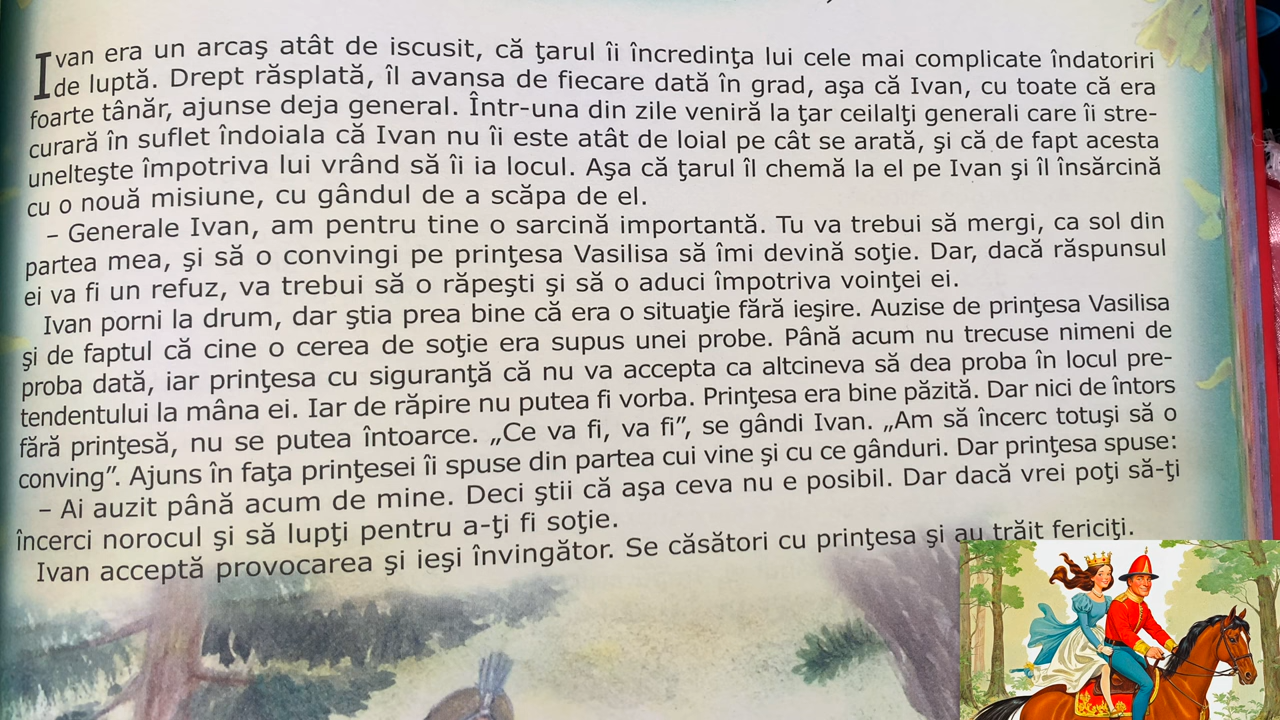 Ivan era un arcaş atât de iscusit, că ţarul îi încredinţa lui cele mai complicate îndatoriri
de luptă. Drept răsplată, îl avansa de fiecare dată în grad, aşa că Ivan, cu toate că era
foarte tânăr, ajunse deja general. Într-una din zile veniră la ţar ceilalţi generali care îi stre-
curară în suflet îndoiala că Ivan nu îi este atât de loial pe cât se arată, şi că de fapt acesta
unelteşte împotriva lui vrând să îi ia locul. Aşa că ţarul îl chemă la el pe Ivan şi îl însărcină
cu o nouă misiune, cu gândul de a scăpa de el.
– Generale Ivan, am pentru tine o sarcină importantă. Tu va trebui să mergi, ca sol din
partea mea, şi să o convingi pe prinţesa Vasilisa să îmi devină soţie. Dar, dacă răspunsul
ei va fi un refuz, va trebui să o răpeşti şi să o aduci împotriva voinţei ei.
Ivan porni la drum, dar ştia prea bine că era o situaţie fără ieşire. Auzise de prinţesa Vasilisa
şi de faptul că cine o cerea de soţie era supus unei probe. Până acum nu trecuse nimeni de
proba dată, iar prinţesa cu siguranţă că nu va accepta ca altcineva să dea proba în locul pre-
tendentului la mâna ei. Iar de răpire nu putea fi vorba. Prinţesa era bine păzită. Dar nici de întors
fără prinţesă, nu se putea întoarce. „Ce va fi, va fi”, se gândi Ivan. „Am să încerc totuşi să o
conving”. Ajuns în faţa prinţesei îi spuse din partea cui vine şi cu ce gânduri. Dar prinţesa spuse:
– Ai auzit până acum de mine. Deci ştii că aşa ceva nu e posibil. Dar dacă vrei poţi să-ţi
încerci norocul şi să lupţi pentru a-ţi fi soţie.
Ivan acceptă provocarea şi ieşi învingător. Se căsători cu prinţesa şi au trăit fericiţi.